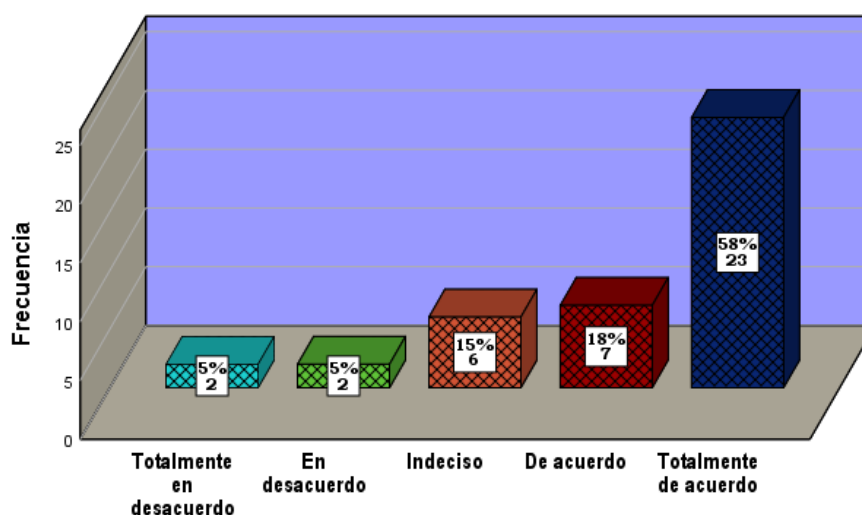 Frecuencia
25
20
15
10
5
0
5%
2
5%
2
15%
6
18%
7
58%
23
Totalmente
en
desacuerdo
En
desacuerdo
Indeciso
De acuerdo
Totalmente
de acuerdo